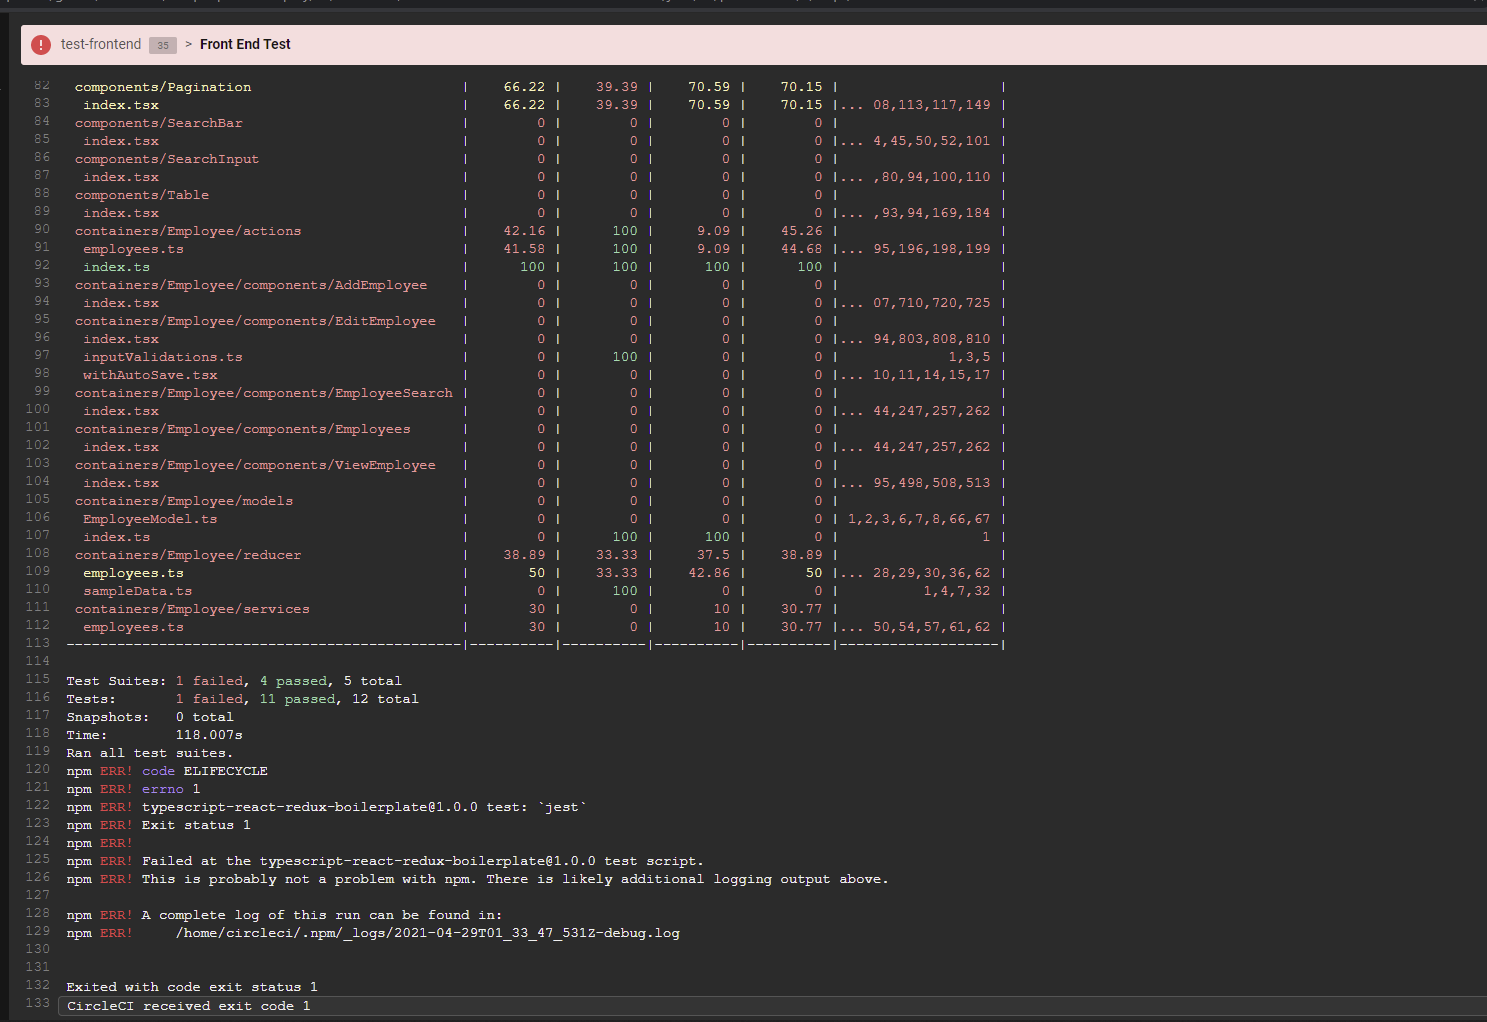 ! test-frontend 35 > Front End Test
82 components/Pagination | 66.22 | 39.39 | 70.59 | 70.15 | |
83 index.tsx | 66.22 | 39.39 | 70.59 | 70.15 |... 08,113,117,149 |
84 components/SearchBar | 0 | 0 | 0 | 0 | |
85 index.tsx | 0 | 0 | 0 | 0 |... 4,45,50,52,101 |
86 components/SearchInput | 0 | 0 | 0 | 0 | |
87 index.tsx | 0 | 0 | 0 | 0 |... ,80,94,100,110 |
88 components/Table | 0 | 0 | 0 | 0 | |
89 index.tsx | 0 | 0 | 0 | 0 |... ,93,94,169,184 |
90 containers/Employee/actions | 42.16 | 100 | 9.09 | 45.26 | |
91 employees.ts | 41.58 | 100 | 9.09 | 44.68 |... 95,196,198,199 |
92 index.ts | 100 | 100 | 100 | 100 | |
93 containers/Employee/components/AddEmployee | 0 | 0 | 0 | 0 | |
94 index.tsx | 0 | 0 | 0 | 0 |... 07,710,720,725 |
95 containers/Employee/components/EditEmployee | 0 | 0 | 0 | 0 | |
96 index.tsx | 0 | 0 | 0 | 0 |... 94,803,808,810 |
97 inputValidations.ts | 0 | 100 | 0 | 0 | 1,3,5 |
98 withAutoSave.tsx | 0 | 0 | 0 | 0 |... 10,11,14,15,17 |
99 containers/Employee/components/EmployeeSearch | 0 | 0 | 0 | 0 | |
100 index.tsx | 0 | 0 | 0 | 0 |... 44,247,257,262 |
101 containers/Employee/components/Employees | 0 | 0 | 0 | 0 | |
102 index.tsx | 0 | 0 | 0 | 0 |... 44,247,257,262 |
103 containers/Employee/components/ViewEmployee | 0 | 0 | 0 | 0 | |
104 index.tsx | 0 | 0 | 0 | 0 |... 95,498,508,513 |
105 containers/Employee/models | 0 | 0 | 0 | 0 | |
106 EmployeeModel.ts | 0 | 0 | 0 | 0 | 1,2,3,6,7,8,66,67 |
107 index.ts | 0 | 100 | 100 | 0 | 1 |
108 containers/Employee/reducer | 38.89 | 33.33 | 37.5 | 38.89 | |
109 employees.ts | 50 | 33.33 | 42.86 | 50 |... 28,29,30,36,62 |
110 sampleData.ts | 0 | 100 | 0 | 0 | 1,4,7,32 |
111 containers/Employee/services | 30 | 0 | 10 | 30.77 | |
112 employees.ts | 30 | 0 | 10 | 30.77 |... 50,54,57,61,62 |
113 -----------------------------------------------|----------|----------|----------|----------|-------------------|
114
115 Test Suites: 1 failed, 4 passed, 5 total
116 Tests: 1 failed, 11 passed, 12 total
117 Snapshots: 0 total
118 Time: 118.007s
119 Ran all test suites.
120 npm ERR! code ELIFECYCLE
121 npm ERR! errno 1
122 npm ERR! typescript-react-redux-boilerplate@1.0.0 test: `jest`
123 npm ERR! Exit status 1
124 npm ERR!
125 npm ERR! Failed at the typescript-react-redux-boilerplate@1.0.0 test script.
126 npm ERR! This is probably not a problem with npm. There is likely additional logging output above.
127
128 npm ERR! A complete log of this run can be found in:
129 npm ERR! /home/circleci/.npm/_logs/2021-04-29T01_33_47_531Z-debug.log
130
131
132 Exited with code exit status 1
133 CircleCI received exit code 1